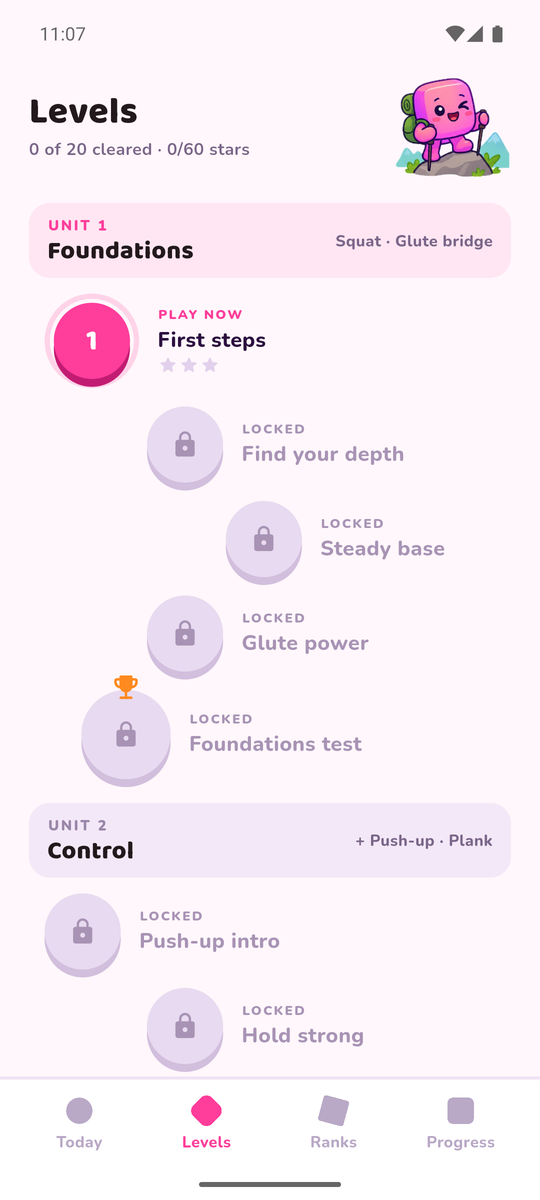 11:07
Levels
0 of 20 cleared · 0/60 stars
UNIT 1
Foundations
Squat · Glute bridge
1
PLAY NOW
First steps
LOCKED
Find your depth
LOCKED
Steady base
LOCKED
Glute power
LOCKED
Foundations test
UNIT 2
Control
+ Push-up · Plank
LOCKED
Push-up intro
LOCKED
Hold strong
Today
Levels
Ranks
Progress